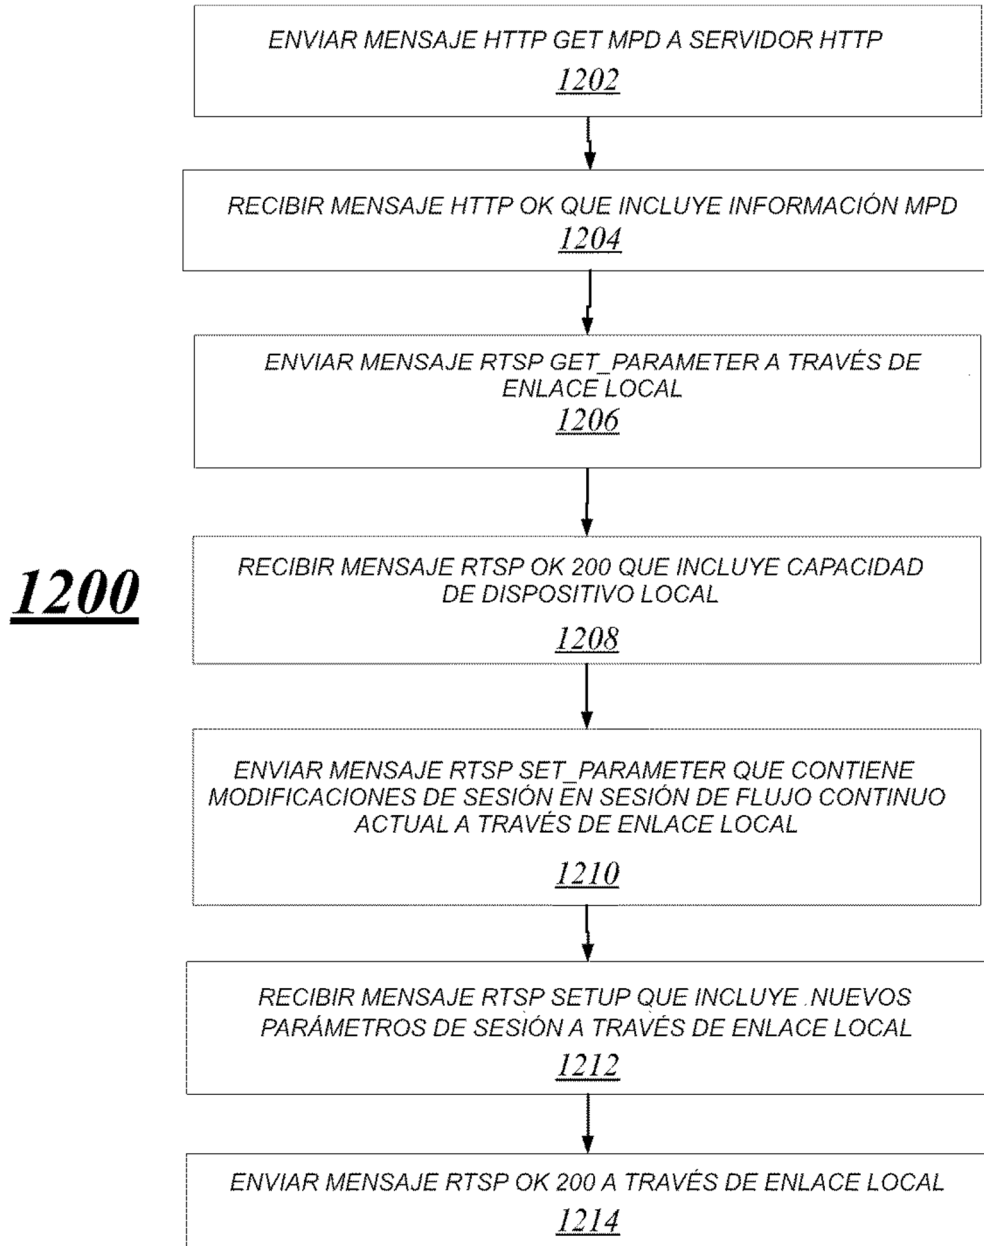 ENVIAR MENSAJE HTTP GET MPD A SERVIDOR HTTP
1202
RECIBIR MENSAJE HTTP OK QUE INCLUYE INFORMACIÓN MPD
1204
ENVIAR MENSAJE RTSP GET_PARAMETER A TRAVÉS DE
ENLACE LOCAL
1206
1200
RECIBIR MENSAJE RTSP OK 200 QUE INCLUYE CAPACIDAD
DE DISPOSITIVO LOCAL
1208
ENVIAR MENSAJE RTSP SET_PARAMETER QUE CONTIENE
MODIFICACIONES DE SESIÓN EN SESIÓN DE FLUJO CONTINUO
ACTUAL A TRAVÉS DE ENLACE LOCAL
1210
RECIBIR MENSAJE RTSP SETUP QUE INCLUYE NUEVOS
PARÁMETROS DE SESIÓN A TRAVÉS DE ENLACE LOCAL
1212
ENVIAR MENSAJE RTSP OK 200 A TRAVÉS DE ENLACE LOCAL
1214